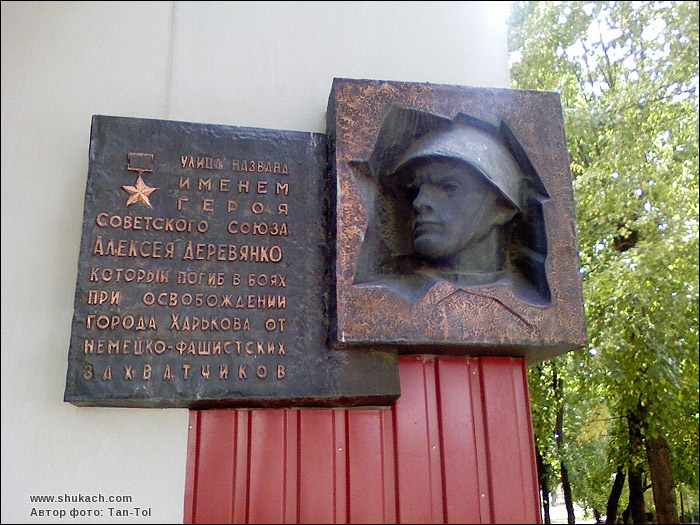 УЛИЦА НАЗВАНА
ИМЕНЕМ
ГЕРОЯ
СОВЕТСКОГО СОЮЗА
АЛЕКСЕЯ ДЕРЕВЯНКО
КОТОРЫЙ ПОГИБ В БОЯХ
ПРИ ОСВОБОЖДЕНИИ
ГОРОДА ХАРЬКОВА ОТ
НЕМЕЦКО-ФАШИСТСКИХ
ЗАХВАТЧИКОВ
www.shukach.com
Автор фото: Tan-Tol